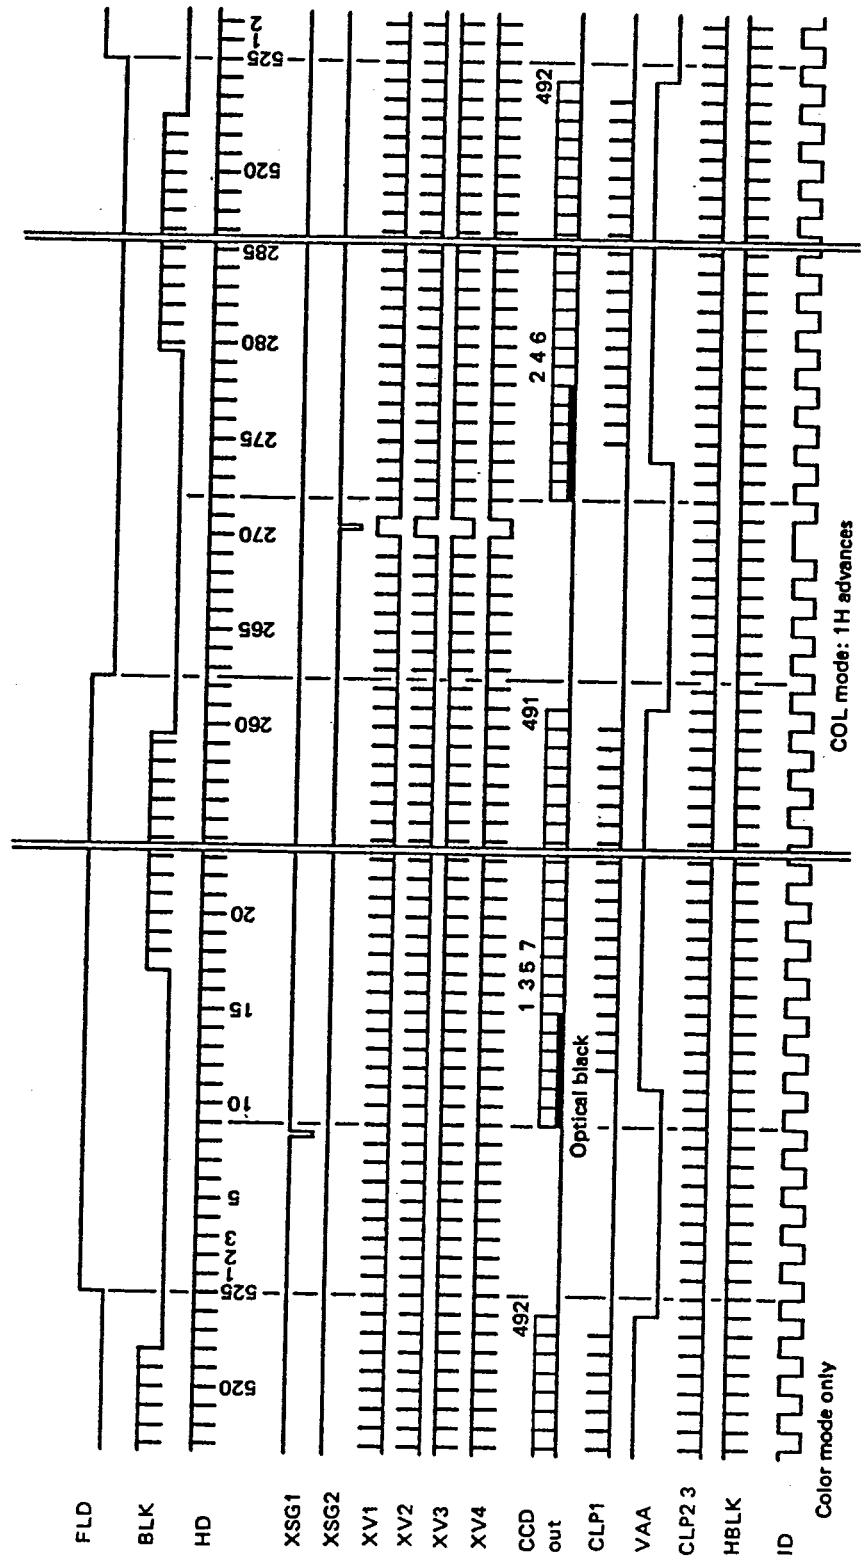 FLD
BLK
HD
520 525 1 2 3 5 10 15 20 260 265 270 275 280 285 520 525 1 2
XSG1
XSG2
XV1
XV2
XV3
XV4
CCD out
492 1 3 5 7 491 2 4 6 492
Optical black
CLP1
VAA
CLP2 3
HBLK
ID
Color mode only
COL mode: 1H advances